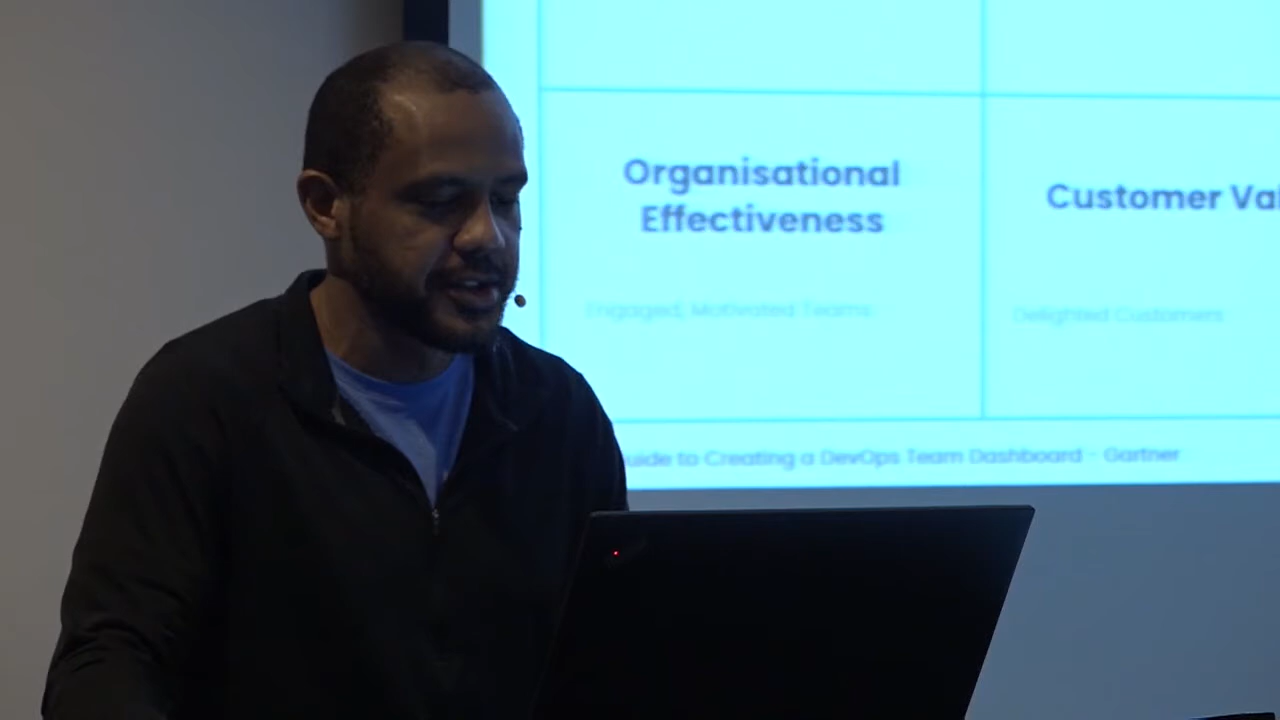 Organisational
Effectiveness
Customer Va
Engaged, Motivated Teams
Delighted Customers
uide to Creating a DevOps Team Dashboard - Gartner